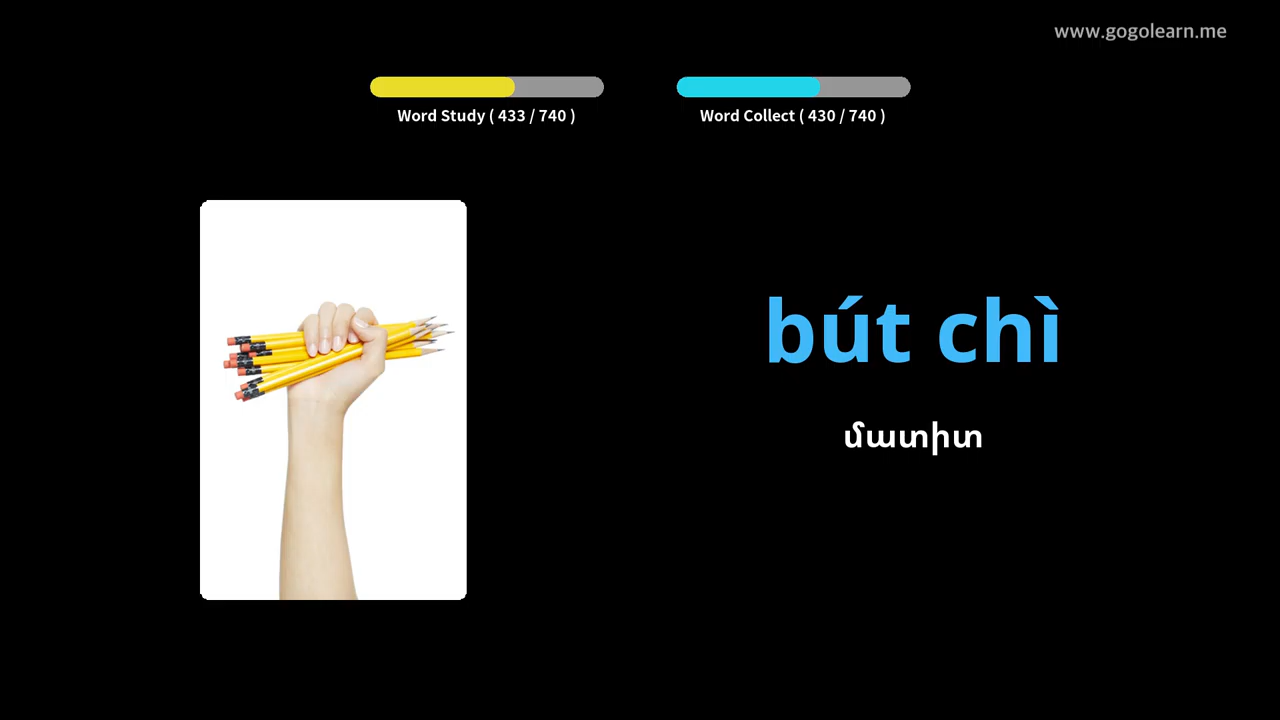 www.gogolearn.me
Word Study ( 433 / 740 )
Word Collect ( 430 / 740 )
bút chì
մատիտ